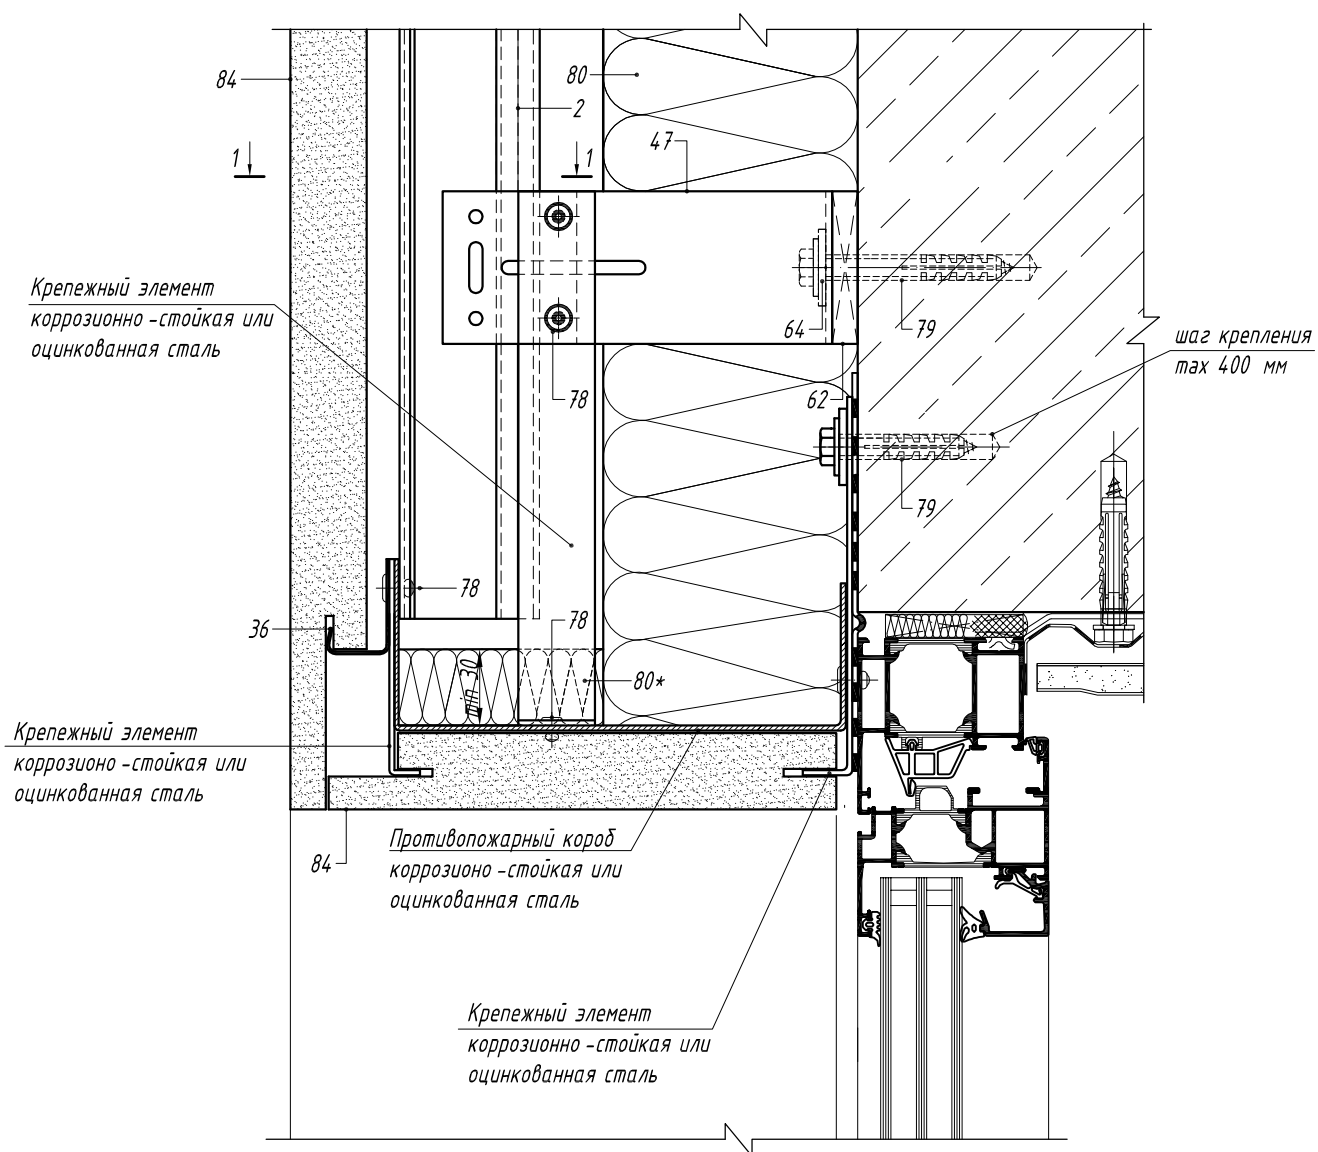 84
80
2
47
1
1
Крепежный элемент
коррозионно -стойкая или
оцинкованная сталь
64
79
шаг крепления
max 400 мм
78
62
79
78
78
36
min 30
80*
Крепежный элемент
коррозионо -стойкая или
оцинкованная сталь
84
Противопожарный короб
коррозионо -стойкая или
оцинкованная сталь
Крепежный элемент
коррозионно -стойкая или
оцинкованная сталь